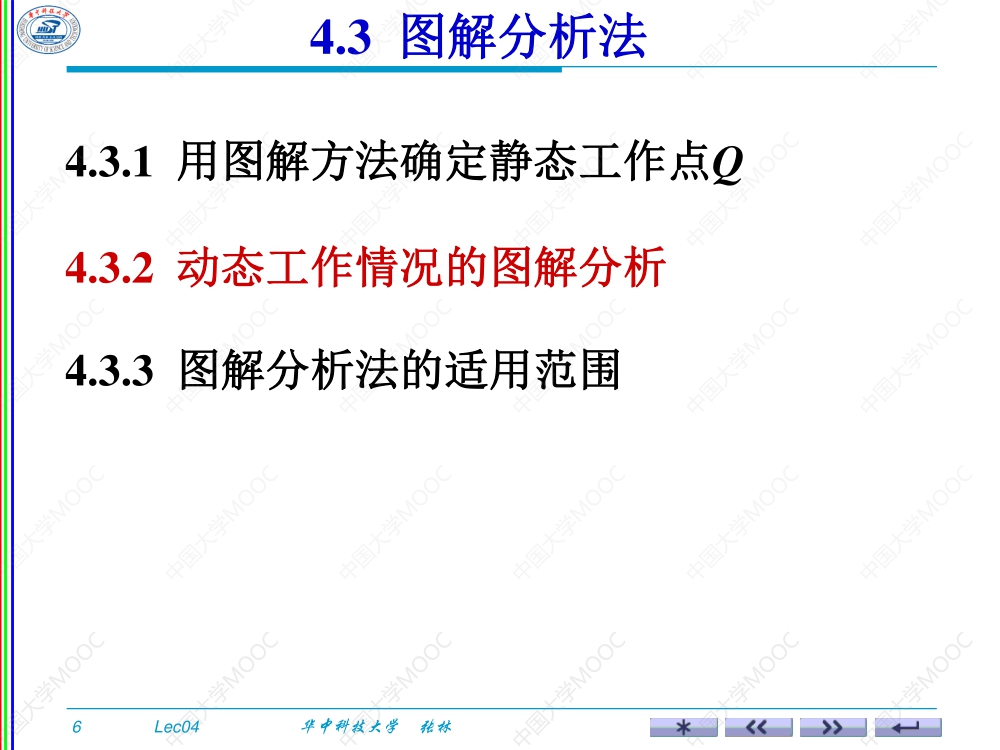 4.3 图解分析法
4.3.1 用图解方法确定静态工作点Q
4.3.2 动态工作情况的图解分析
4.3.3 图解分析法的适用范围
6 Lec04 华中科技大学 张林
中国大学MOOC